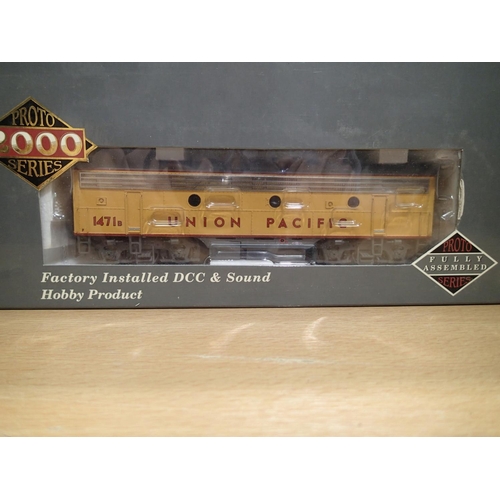 PROTO
2000
SERIES
1471B UNION PACIFIC
PROTO
FULLY
ASSEMBLED
SERIES
Factory Installed DCC & Sound
Hobby Product